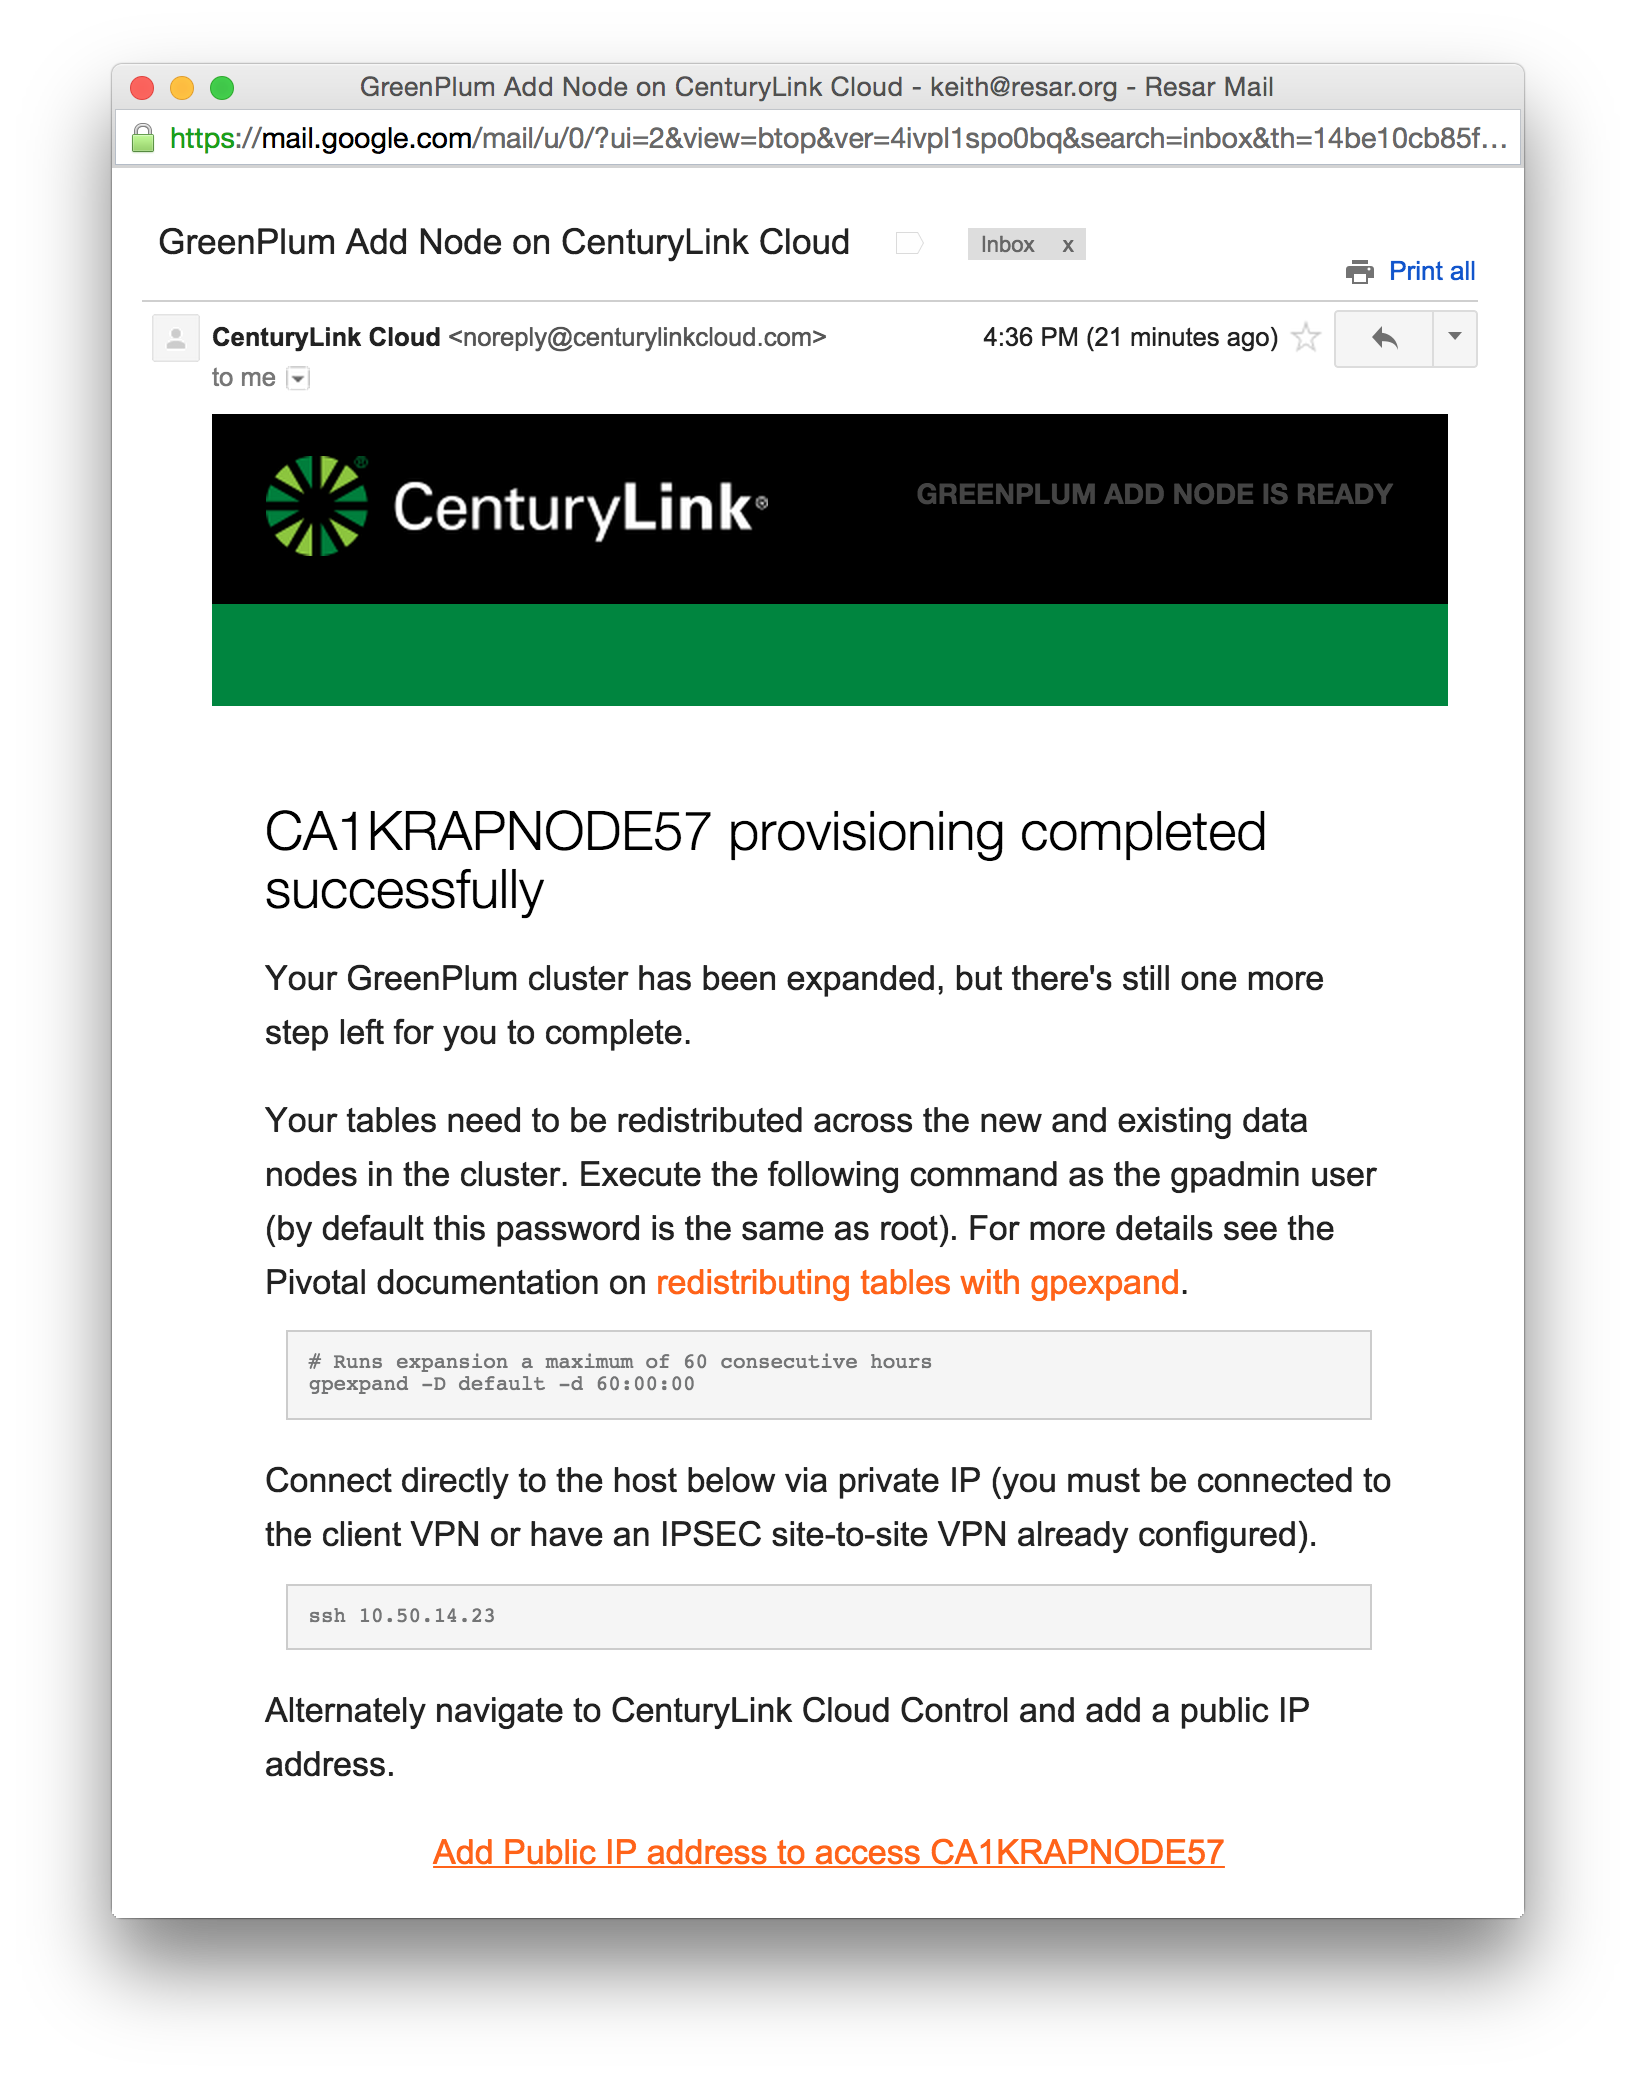 GreenPlum Add Node on CenturyLink Cloud - keith@resar.org - Resar Mail
https://mail.google.com/mail/u/0/?ui=2&view=btop&ver=4ivpl1spo0bq&search=inbox&th=14be10cb85f...
GreenPlum Add Node on CenturyLink Cloud Inbox x
Print all
CenturyLink Cloud <noreply@centurylinkcloud.com> 4:36 PM (21 minutes ago)
to me
CenturyLink® GREENPLUM ADD NODE IS READY
CA1KRAPNODE57 provisioning completed
successfully
Your GreenPlum cluster has been expanded, but there's still one more
step left for you to complete.
Your tables need to be redistributed across the new and existing data
nodes in the cluster. Execute the following command as the gpadmin user
(by default this password is the same as root). For more details see the
Pivotal documentation on redistributing tables with gpexpand.
# Runs expansion a maximum of 60 consecutive hours
gpexpand -D default -d 60:00:00
Connect directly to the host below via private IP (you must be connected to
the client VPN or have an IPSEC site-to-site VPN already configured).
ssh 10.50.14.23
Alternately navigate to CenturyLink Cloud Control and add a public IP
address.
Add Public IP address to access CA1KRAPNODE57